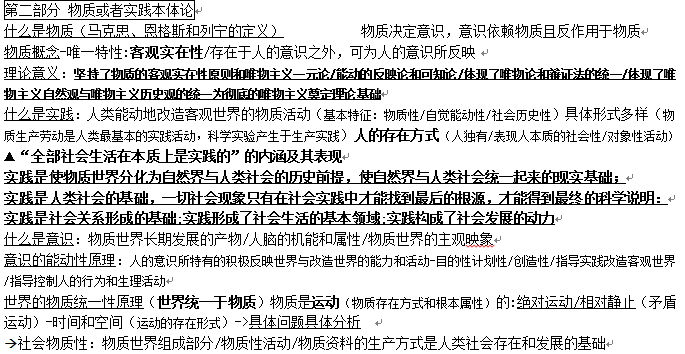 第二部分 物质或者实践本体论
什么是物质（马克思、恩格斯和列宁的定义） 物质决定意识，意识依赖物质且反作用于物质
物质概念-唯一特性:客观实在性/存在于人的意识之外，可为人的意识所反映
理论意义：坚持了物质的客观实在性原则和唯物主义一元论/能动的反映论和可知论/体现了唯物论和辩证法的统一/体现了唯
物主义自然观与唯物主义历史观的统一为彻底的唯物主义奠定理论基础
什么是实践：人类能动地改造客观世界的物质活动（基本特征：物质性/自觉能动性/社会历史性）具体形式多样（物
质生产劳动是人类最基本的实践活动，科学实验产生于生产实践）人的存在方式（人独有/表现人本质的社会性/对象性活动）
▲“全部社会生活在本质上是实践的”的内涵及其表现
实践是使物质世界分化为自然界与人类社会的历史前提，使自然界与人类社会统一起来的现实基础；
实践是人类社会的基础，一切社会现象只有在社会实践中才能找到最后的根源，才能得到最终的科学说明；
实践是社会关系形成的基础;实践形成了社会生活的基本领域;实践构成了社会发展的动力
什么是意识：物质世界长期发展的产物/人脑的机能和属性/物质世界的主观映象
意识的能动性原理：人的意识所特有的积极反映世界与改造世界的能力和活动-目的性计划性/创造性/指导实践改造客观世界
/指导控制人的行为和生理活动
世界的物质统一性原理（世界统一于物质）物质是运动（物质存在方式和根本属性）的:绝对运动/相对静止（矛盾
运动）-时间和空间（运动的存在形式）->具体问题具体分析
→社会物质性：物质世界组成部分/物质性活动/物质资料的生产方式是人类社会存在和发展的基础